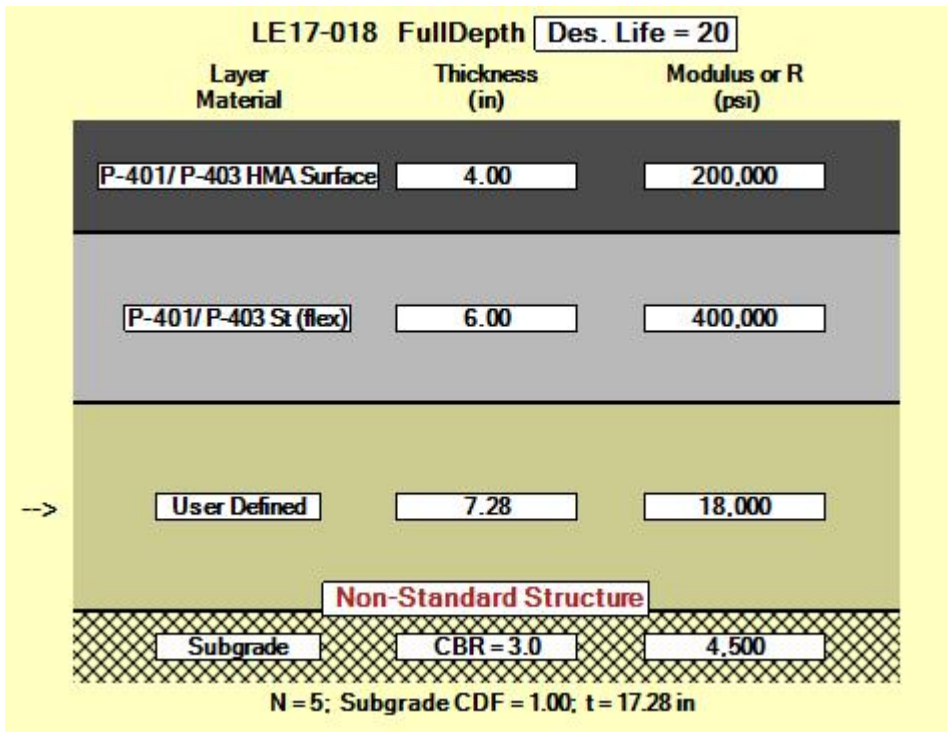 LE17-018 FullDepth Des. Life = 20
Layer Material Thickness (in) Modulus or R (psi)
P-401/ P-403 HMA Surface 4.00 200,000
P-401/ P-403 St (flex) 6.00 400,000
--> User Defined 7.28 18,000
Non-Standard Structure
Subgrade CBR = 3.0 4,500
N = 5; Subgrade CDF = 1.00; t = 17.28 in